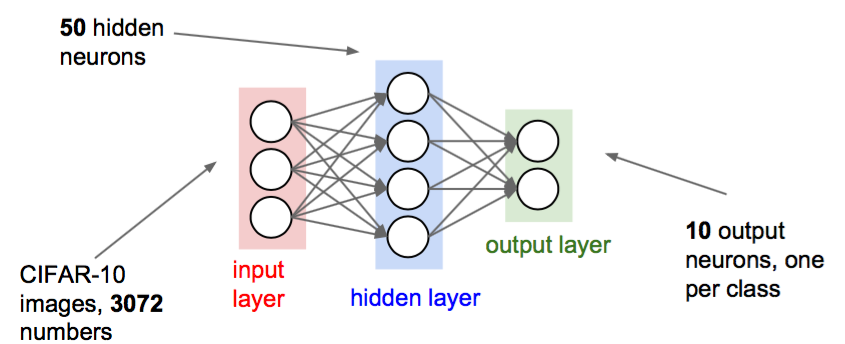 50 hidden
neurons
CIFAR-10
images, 3072
numbers
input
layer
hidden layer
output layer
10 output
neurons, one
per class